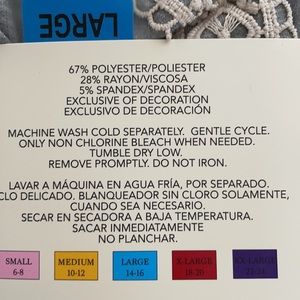 LARGE
67% POLYESTER/POLIESTER
28% RAYON/VISCOSA
5% SPANDEX/SPANDEX
EXCLUSIVE OF DECORATION
EXCLUSIVO DE DECORACIÓN
MACHINE WASH COLD SEPARATELY. GENTLE CYCLE.
ONLY NON CHLORINE BLEACH WHEN NEEDED.
TUMBLE DRY LOW.
REMOVE PROMPTLY. DO NOT IRON.
LAVAR A MÁQUINA EN AGUA FRÍA, POR SEPARADO.
CLO DELICADO. BLANQUEADOR SIN CLORO SOLAMENTE,
CUANDO SEA NECESARIO.
SECAR EN SECADORA A BAJA TEMPERATURA.
SACAR INMEDIATAMENTE
NO PLANCHAR.
SMALL MEDIUM LARGE X-LARGE XX-LARGE
6-8 10-12 14-16 18-20 22-24